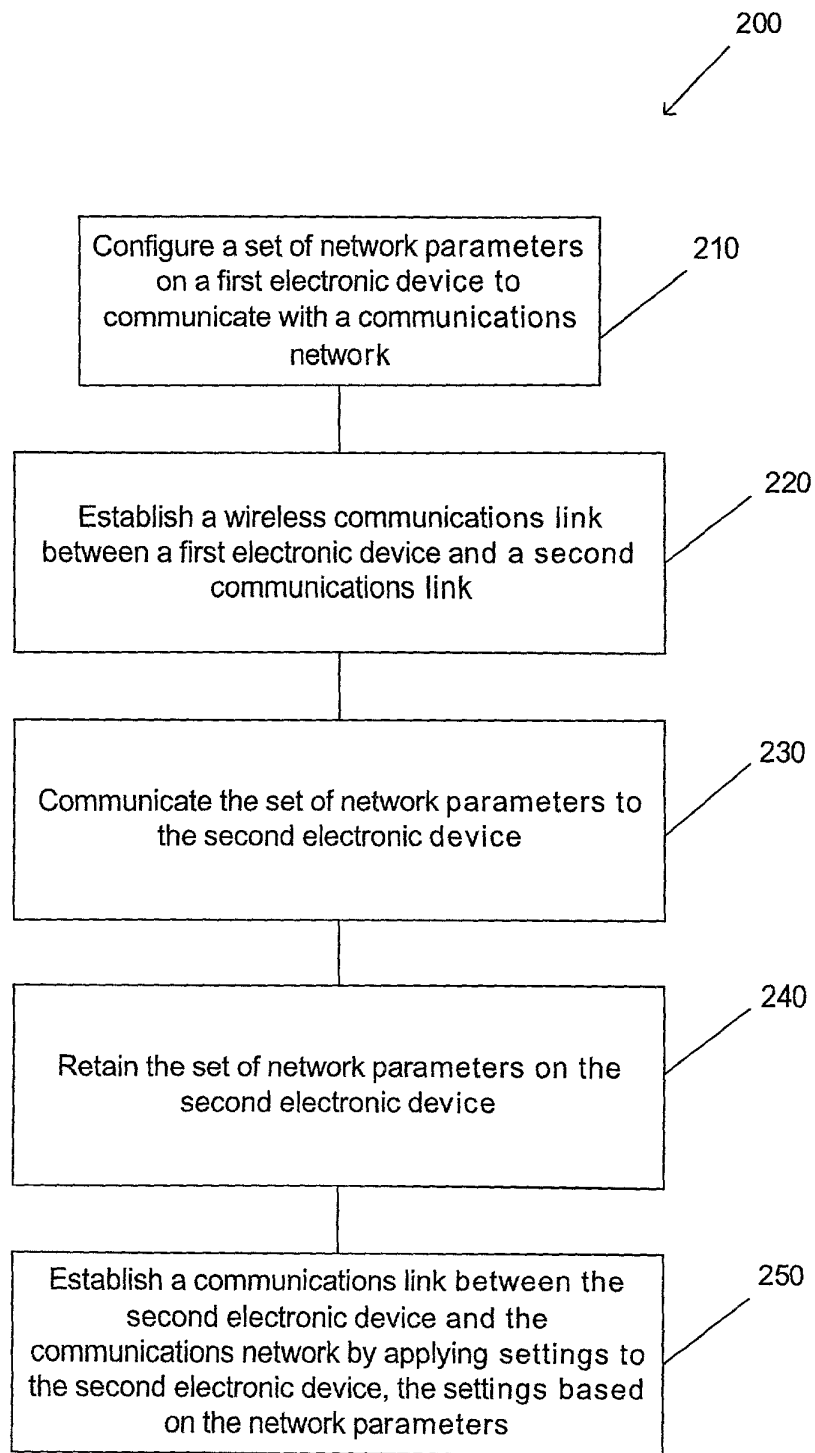 200
Configure a set of network parameters
on a first electronic device to
communicate with a communications
network
210
Establish a wireless communications link
between a first electronic device and a second
communications link
220
Communicate the set of network parameters to
the second electronic device
230
Retain the set of network parameters on the
second electronic device
240
Establish a communications link between the
second electronic device and the
communications network by applying settings to
the second electronic device, the settings based
on the network parameters
250